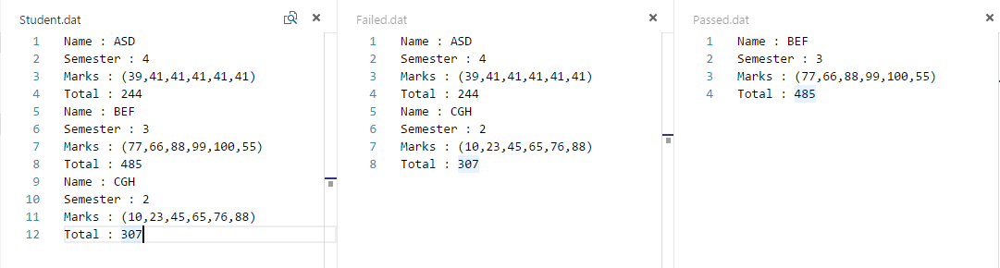 Student.dat
1 Name : ASD
2 Semester : 4
3 Marks : (39,41,41,41,41,41)
4 Total : 244
5 Name : BEF
6 Semester : 3
7 Marks : (77,66,88,99,100,55)
8 Total : 485
9 Name : CGH
10 Semester : 2
11 Marks : (10,23,45,65,76,88)
12 Total : 307
Failed.dat
1 Name : ASD
2 Semester : 4
3 Marks : (39,41,41,41,41,41)
4 Total : 244
5 Name : CGH
6 Semester : 2
7 Marks : (10,23,45,65,76,88)
8 Total : 307
Passed.dat
1 Name : BEF
2 Semester : 3
3 Marks : (77,66,88,99,100,55)
4 Total : 485